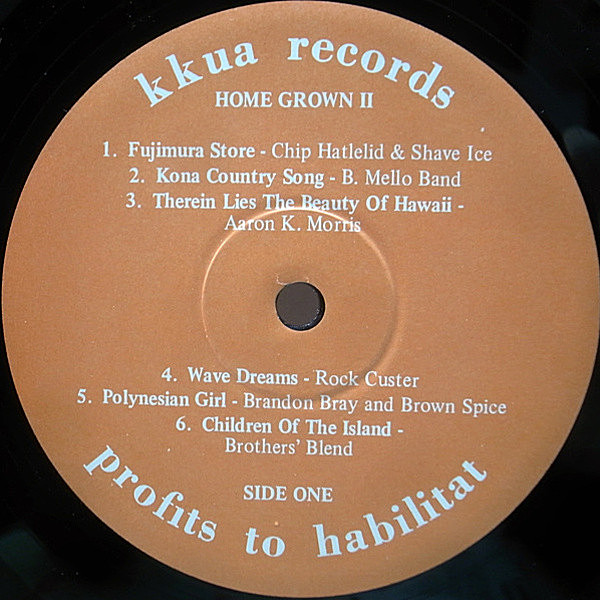 kkua records
HOME GROWN II
1. Fujimura Store - Chip Hatlelid & Shave Ice
2. Kona Country Song - B. Mello Band
3. Therein Lies The Beauty Of Hawaii -
Aaron K. Morris
4. Wave Dreams - Rock Custer
5. Polynesian Girl - Brandon Bray and Brown Spice
6. Children Of The Island -
Brothers' Blend
SIDE ONE
profits to habilitat